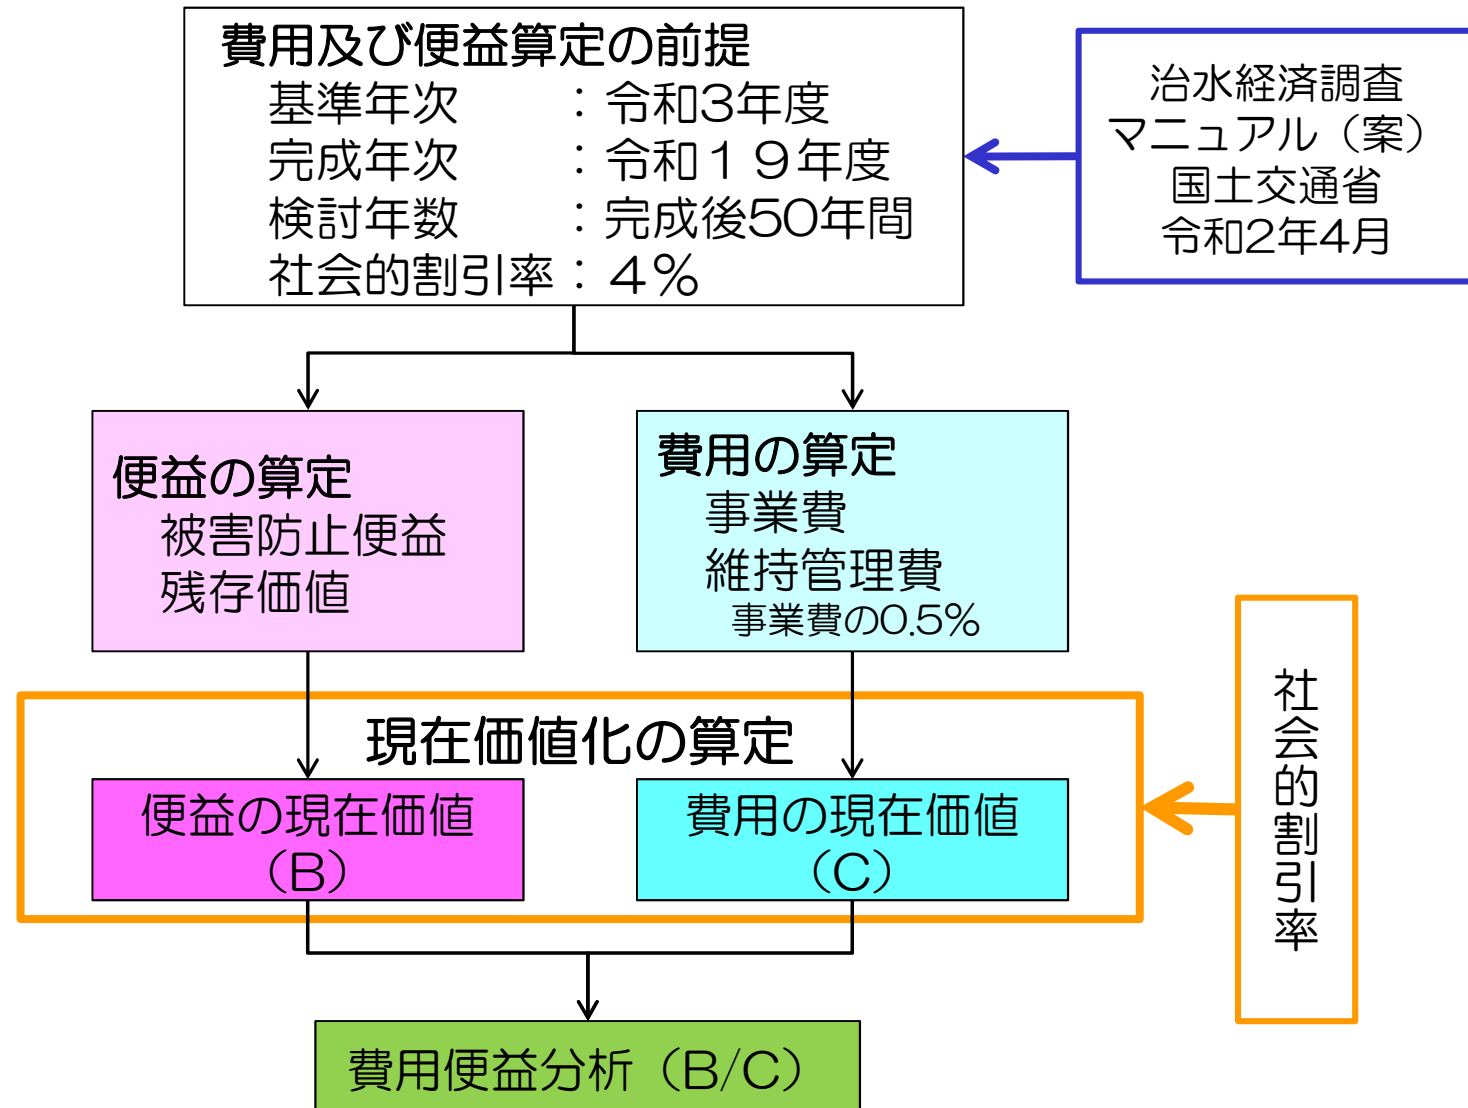 費用及び便益算定の前提
基準年次　　：令和3年度
完成年次　　：令和１９年度
検討年数　　：完成後50年間
社会的割引率：４％
治水経済調査
マニュアル（案）
国土交通省
令和2年4月
便益の算定
被害防止便益
残存価値
費用の算定
事業費
維持管理費
事業費の0.5%
現在価値化の算定
便益の現在価値
（B）
費用の現在価値
（C）
社会的割引率
費用便益分析（B/C）